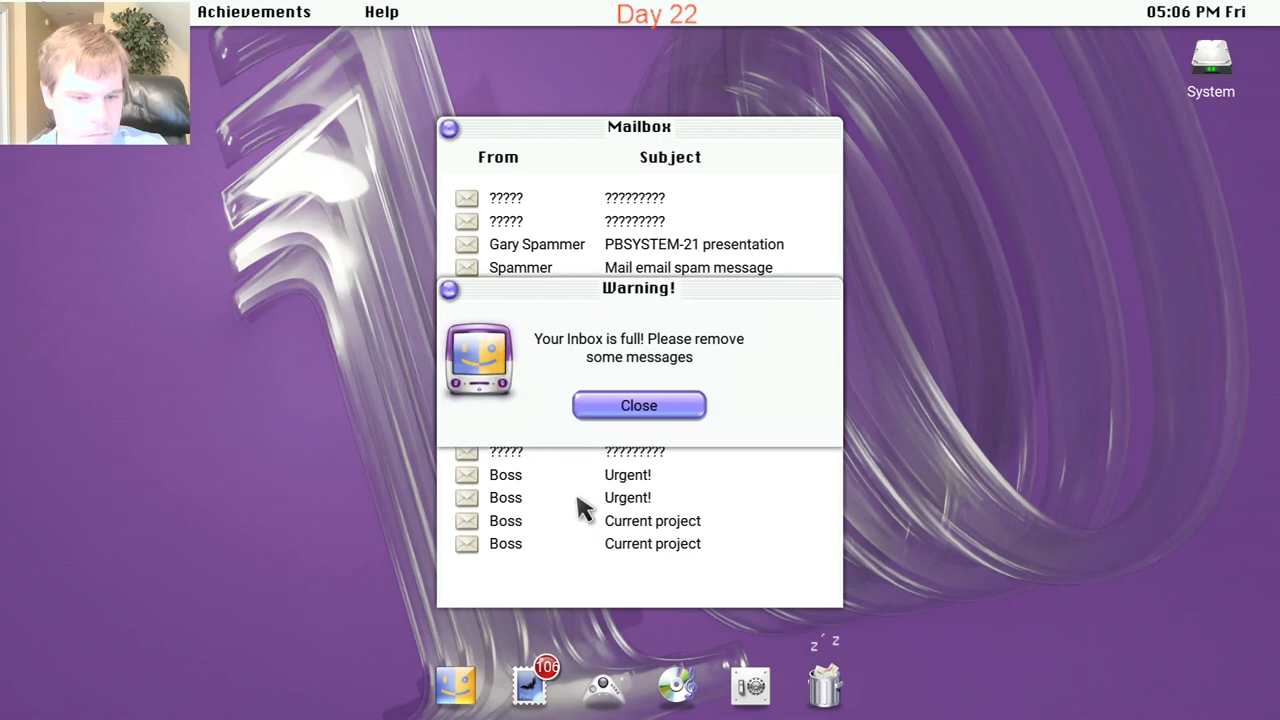 Achievements Help Day 22 05:06 PM Fri
System
Mailbox
From Subject
????? ?????????
????? ?????????
Gary Spammer PBSYSTEM-21 presentation
Spammer Mail email spam message
Warning!
Your Inbox is full! Please remove
some messages
Close
????? ?????????
Boss Urgent!
Boss Urgent!
Boss Current project
Boss Current project
z z z
106